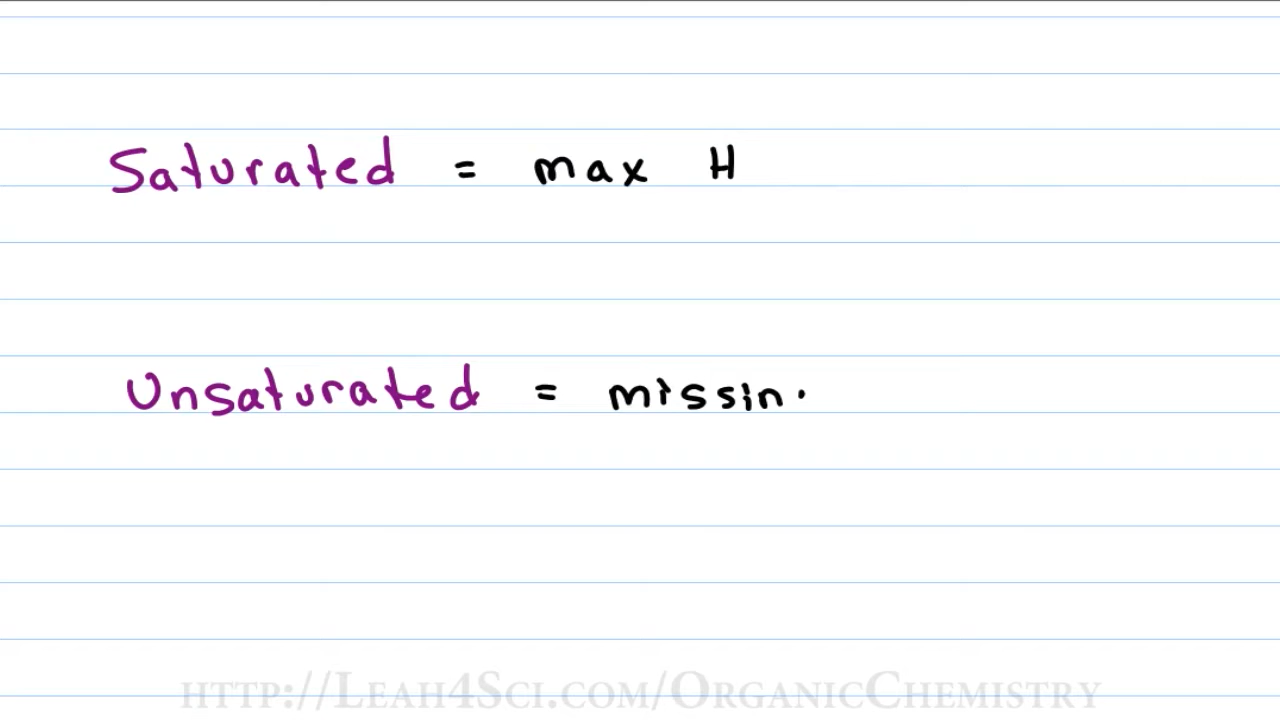 Saturated = max H
Unsaturated = missin
http://Leah4Sci.com/OrganicChemistry